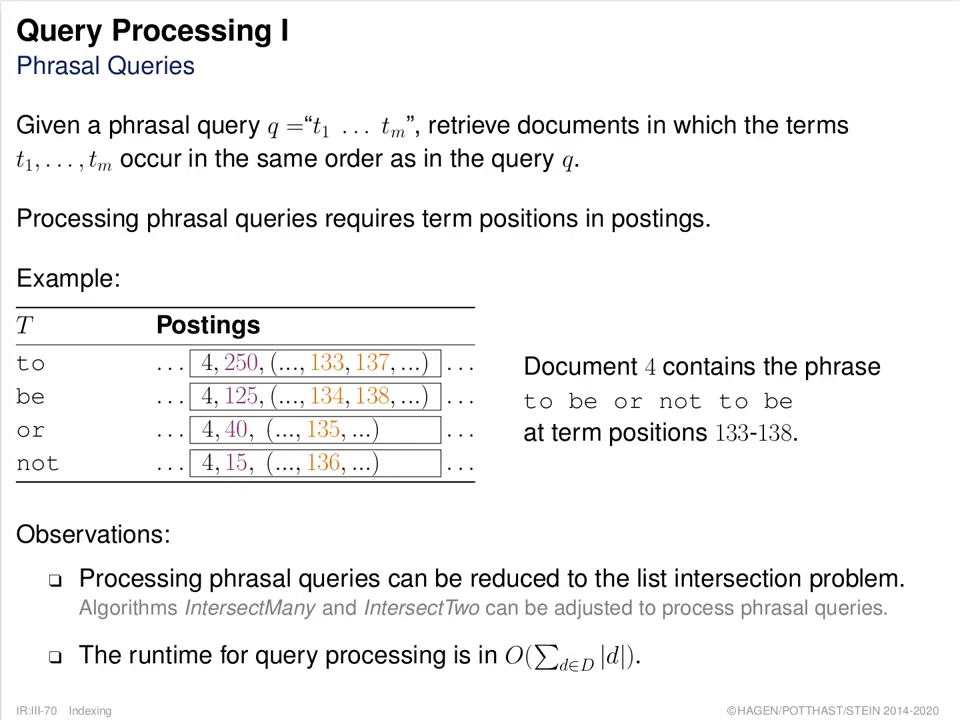 Query Processing I
Phrasal Queries
Given a phrasal query q =“t₁ … tₘ”, retrieve documents in which the terms
t₁, . . . , tₘ occur in the same order as in the query q.
Processing phrasal queries requires term positions in postings.
Example:
T Postings
to . . . 4, 250, (..., 133, 137, ...) . . .
be . . . 4, 125, (..., 134, 138, ...) . . .
or . . . 4, 40, (..., 135, ...) . . .
not . . . 4, 15, (..., 136, ...) . . .
Document 4 contains the phrase
to be or not to be
at term positions 133-138.
Observations:
❏ Processing phrasal queries can be reduced to the list intersection problem.
Algorithms IntersectMany and IntersectTwo can be adjusted to process phrasal queries.
❏ The runtime for query processing is in O(∑_{d∈D} |d|).
IR:III-70 Indexing ©HAGEN/POTTHAST/STEIN 2014-2020